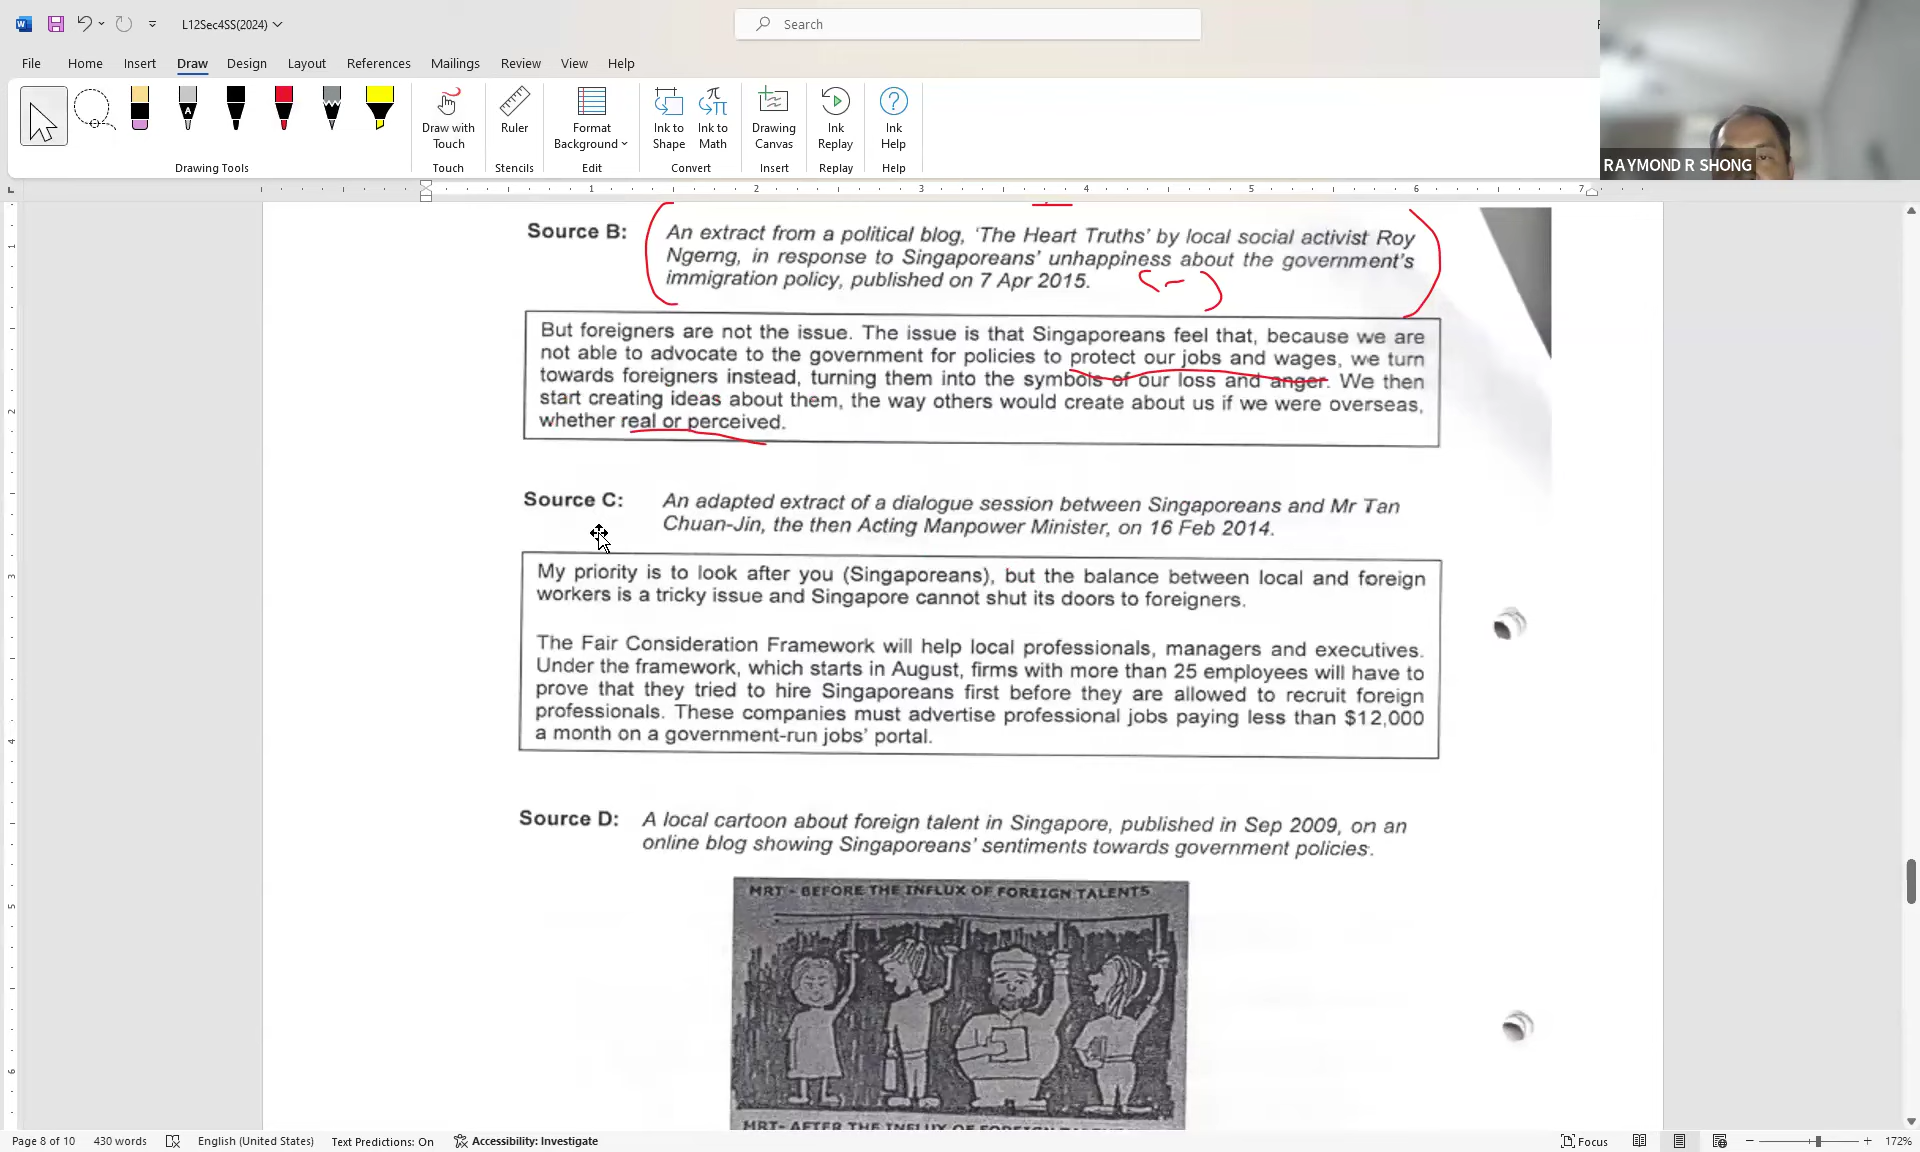 L12Sec4SS(2024)
Search
File Home Insert Draw Design Layout References Mailings Review View Help
Draw with Touch
Ruler
Format Background
Ink to Shape
Ink to Math
Drawing Canvas
Ink Replay
Ink Help
Drawing Tools Touch Stencils Edit Convert Insert Replay Help
RAYMOND R SHONG
1 2 3 4 5 6 7
Source B: An extract from a political blog, ‘The Heart Truths’ by local social activist Roy
Ngerng, in response to Singaporeans’ unhappiness about the government’s
immigration policy, published on 7 Apr 2015.
But foreigners are not the issue. The issue is that Singaporeans feel that, because we are
not able to advocate to the government for policies to protect our jobs and wages, we turn
towards foreigners instead, turning them into the symbols of our loss and anger. We then
start creating ideas about them, the way others would create about us if we were overseas,
whether real or perceived.
Source C: An adapted extract of a dialogue session between Singaporeans and Mr Tan
Chuan-Jin, the then Acting Manpower Minister, on 16 Feb 2014.
My priority is to look after you (Singaporeans), but the balance between local and foreign
workers is a tricky issue and Singapore cannot shut its doors to foreigners.
The Fair Consideration Framework will help local professionals, managers and executives.
Under the framework, which starts in August, firms with more than 25 employees will have to
prove that they tried to hire Singaporeans first before they are allowed to recruit foreign
professionals. These companies must advertise professional jobs paying less than $12,000
a month on a government-run jobs’ portal.
Source D: A local cartoon about foreign talent in Singapore, published in Sep 2009, on an
online blog showing Singaporeans’ sentiments towards government policies.
MRT - BEFORE THE INFLUX OF FOREIGN TALENTS
MRT- AFTER THE INFLUX OF FOREIGN
Page 8 of 10 430 words English (United States) Text Predictions: On Accessibility: Investigate Focus 172%